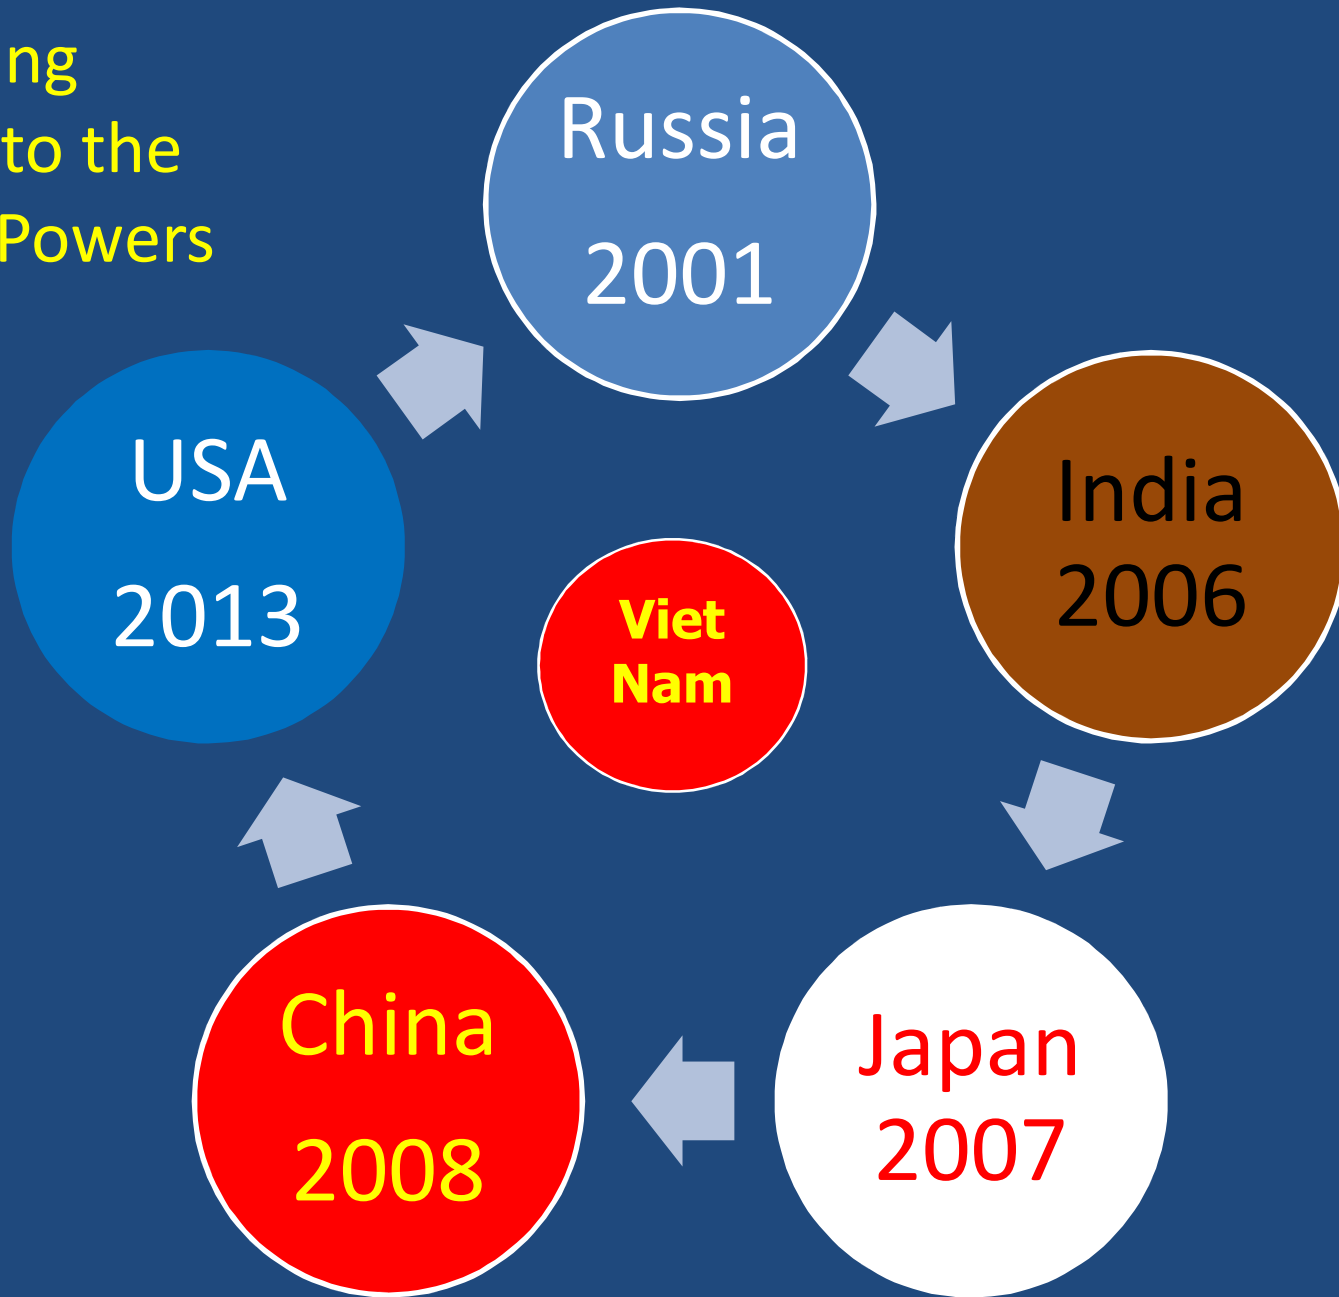 ng
to the
Powers
Russia
2001
USA
2013
India
2006
Viet
Nam
China
2008
Japan
2007